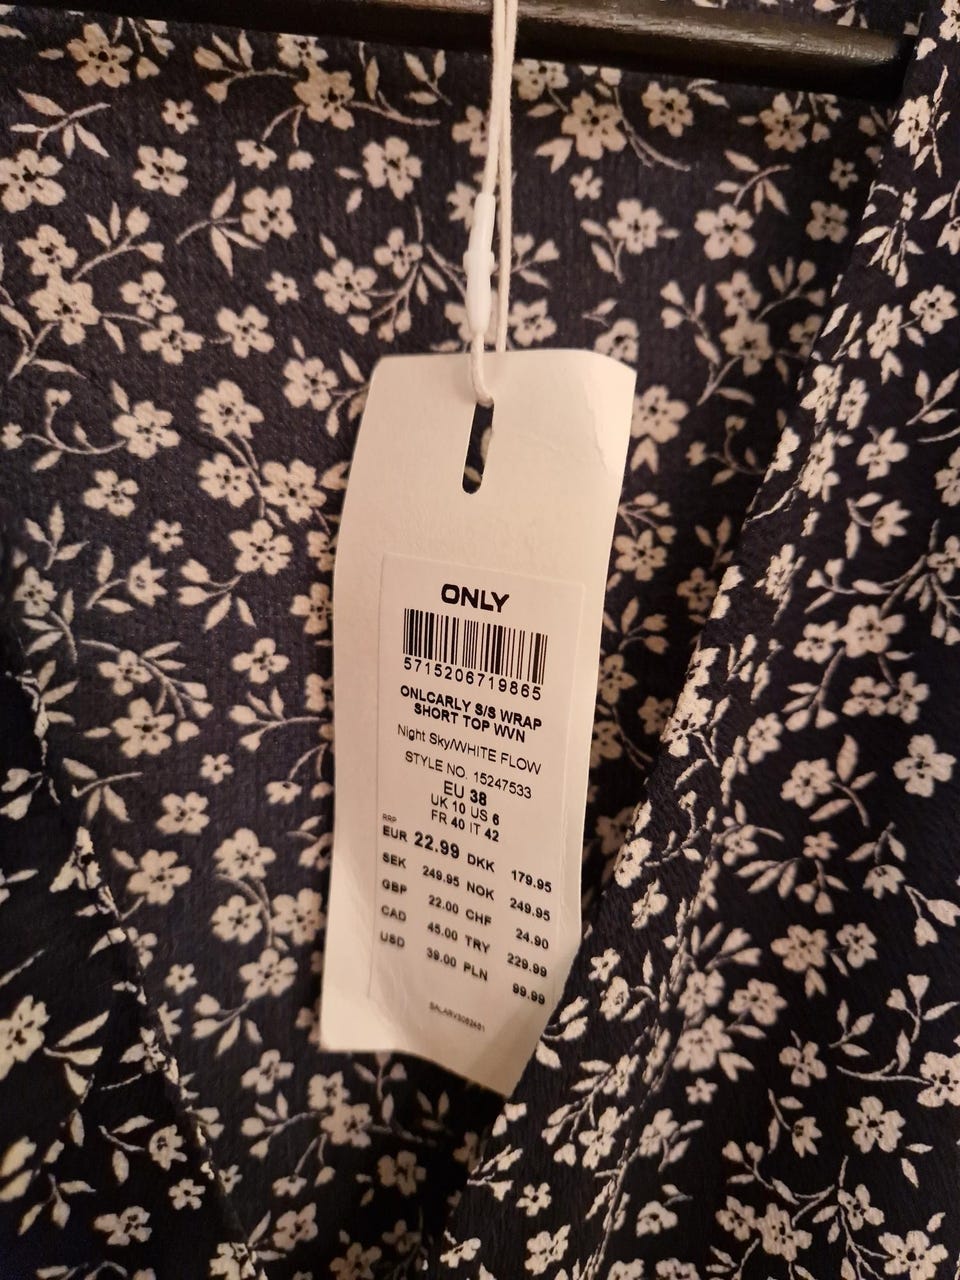 ONLY
5715206719865
ONLCARLY S/S WRAP
SHORT TOP WVN
Night Sky/WHITE FLOW
STYLE NO. 15247533
EU 38
UK 10 US 6
FR 40 IT 42
RRP
EUR 22.99 DKK 179.95
SEK 249.95 NOK 249.95
GBP 22.00 CHF 24.90
CAD 45.00 TRY 229.99
USD 39.00 PLN 99.99